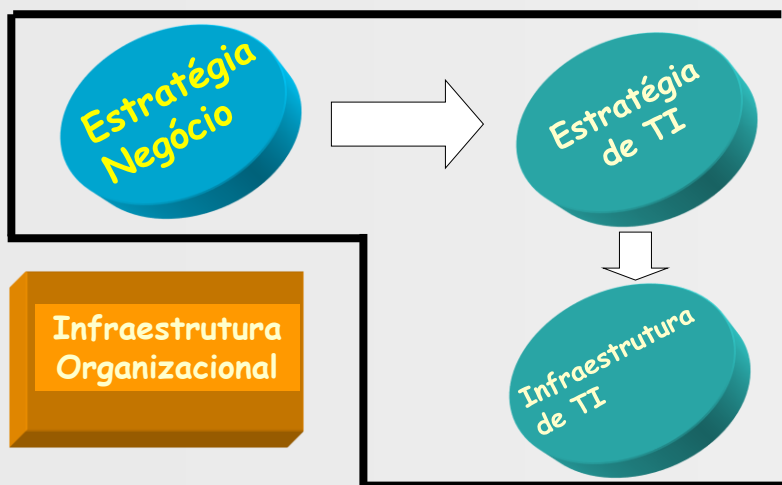 Estratégia
Negócio
Estratégia
de TI
Infraestrutura
Organizacional
Infraestrutura
de TI